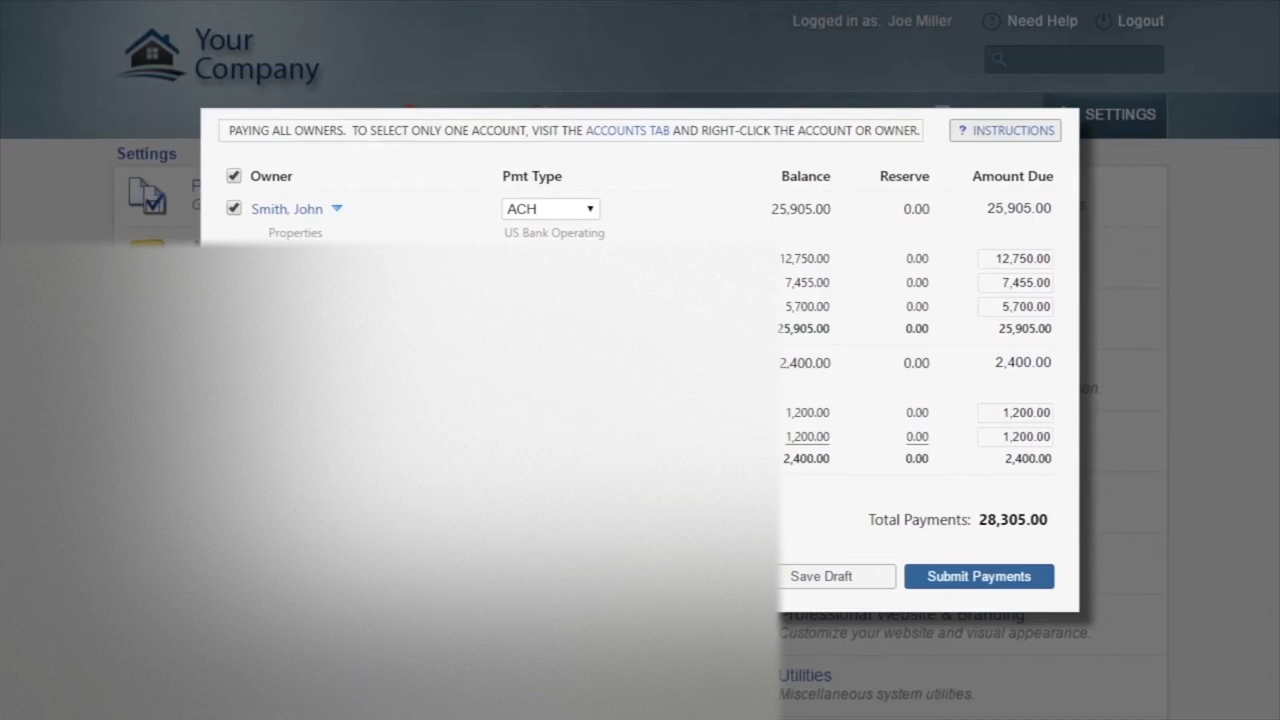 Logged in as: Joe Miller Need Help Logout
Your
Company
SETTINGS
Settings
PAYING ALL OWNERS. TO SELECT ONLY ONE ACCOUNT, VISIT THE ACCOUNTS TAB AND RIGHT-CLICK THE ACCOUNT OR OWNER.
? INSTRUCTIONS
Owner Pmt Type Balance Reserve Amount Due
Smith, John ACH 25,905.00 0.00 25,905.00
Properties US Bank Operating
12,750.00 0.00 12,750.00
7,455.00 0.00 7,455.00
5,700.00 0.00 5,700.00
25,905.00 0.00 25,905.00
2,400.00 0.00 2,400.00
1,200.00 0.00 1,200.00
1,200.00 0.00 1,200.00
2,400.00 0.00 2,400.00
Total Payments: 28,305.00
Save Draft Submit Payments
Professional Website & Branding
Customize your website and visual appearance.
Utilities
Miscellaneous system utilities.